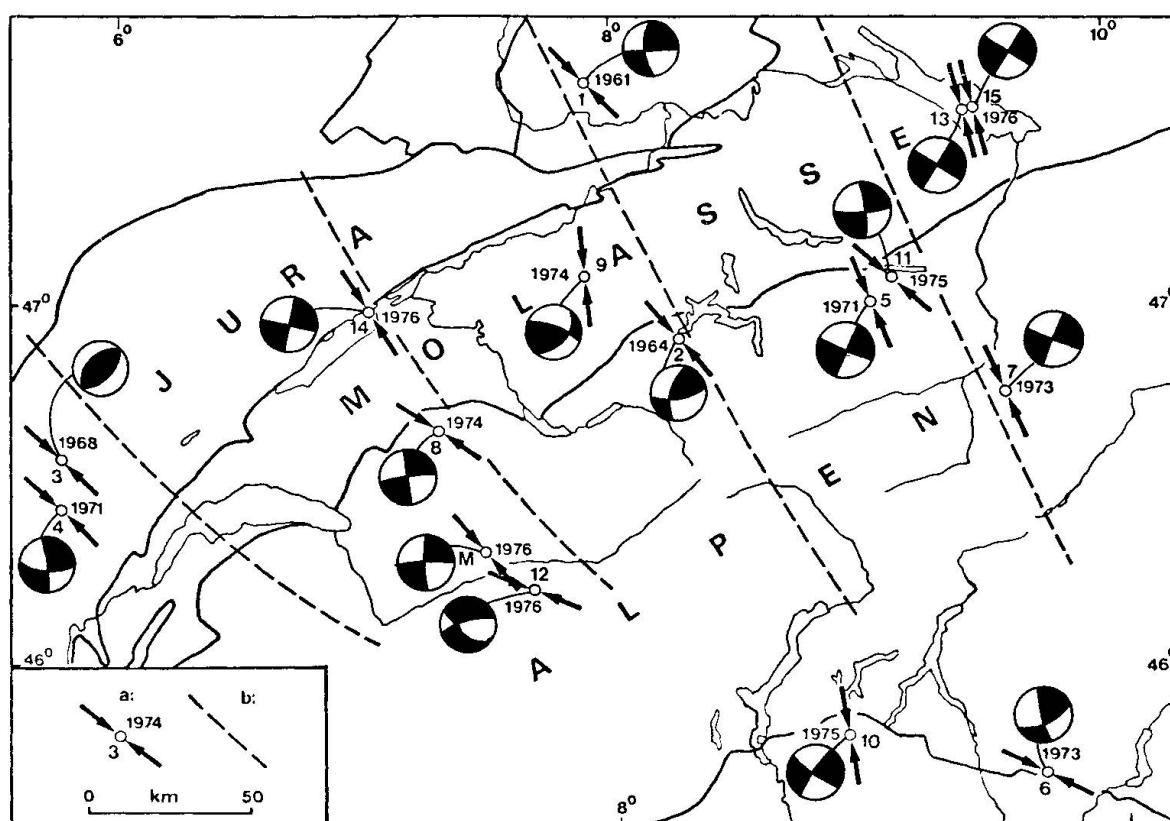 6° 8° 10°
1961
1
15
13 1976
E
S
S
A
1974 9
A
11
1975
R
47° 47°
1971 5
14 1976
L
U
1964
2
O
J
7
1973
M
N
1974
8
1968
3
E
1971
4
P
M 1976
12
1976
L
A
46° 46°
a: b:
1974
3
1975
10
1973
6
0 km 50
8°